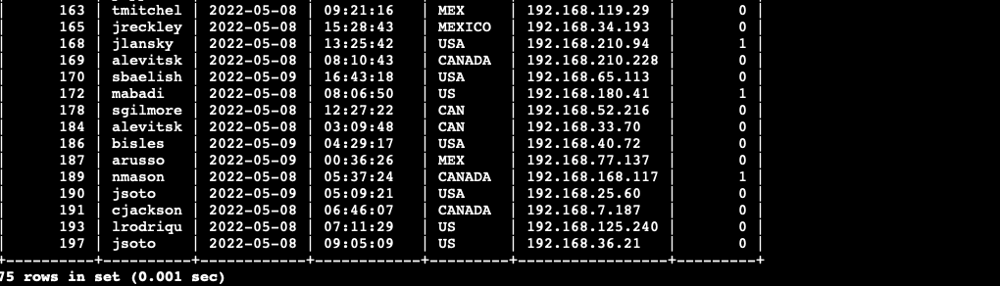 |      163 | tmitchel | 2022-05-08 | 09:21:16   | MEX     | 192.168.119.29  |       0 |
|      165 | jreckley | 2022-05-08 | 15:28:43   | MEXICO  | 192.168.34.193  |       0 |
|      168 | jlansky  | 2022-05-08 | 13:25:42   | USA     | 192.168.210.94  |       1 |
|      169 | alevitsk | 2022-05-08 | 08:10:43   | CANADA  | 192.168.210.228 |       0 |
|      170 | sbaelish | 2022-05-09 | 16:43:18   | USA     | 192.168.65.113  |       0 |
|      172 | mabadi   | 2022-05-08 | 08:06:50   | US      | 192.168.180.41  |       1 |
|      178 | sgilmore | 2022-05-08 | 12:27:22   | CAN     | 192.168.52.216  |       0 |
|      184 | alevitsk | 2022-05-08 | 03:09:48   | CAN     | 192.168.33.70   |       0 |
|      186 | bisles   | 2022-05-09 | 04:29:17   | USA     | 192.168.40.72   |       0 |
|      187 | arusso   | 2022-05-09 | 00:36:26   | MEX     | 192.168.77.137  |       0 |
|      189 | nmason   | 2022-05-08 | 05:37:24   | CANADA  | 192.168.168.117 |       1 |
|      190 | jsoto    | 2022-05-09 | 05:09:21   | USA     | 192.168.25.60   |       0 |
|      191 | cjackson | 2022-05-08 | 06:46:07   | CANADA  | 192.168.7.187   |       0 |
|      193 | lrodriqu | 2022-05-08 | 07:11:29   | US      | 192.168.125.240 |       0 |
|      197 | jsoto    | 2022-05-08 | 09:05:09   | US      | 192.168.36.21   |       0 |
+----------+----------+------------+------------+---------+-----------------+---------+
75 rows in set (0.001 sec)